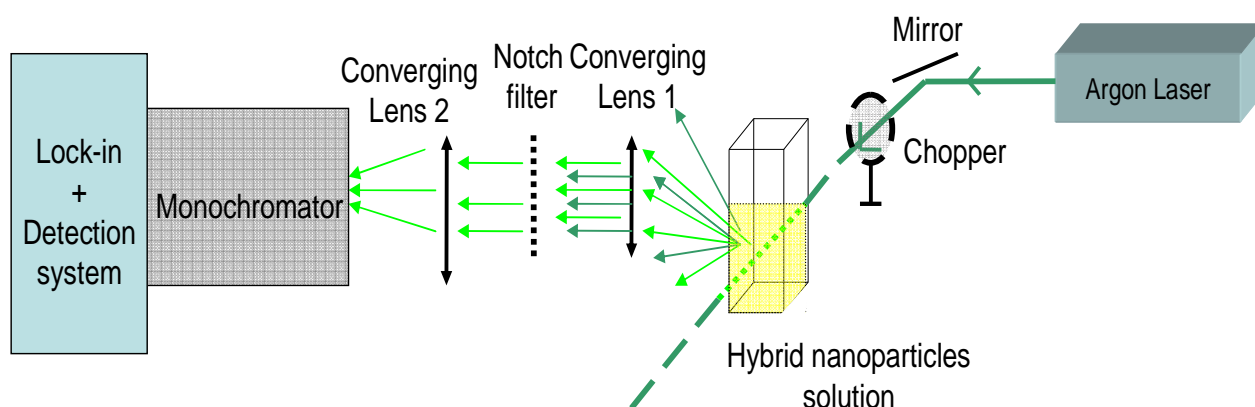 Mirror
Argon Laser
Notch
filter
Converging
Lens 1
Converging
Lens 2
Chopper
Lock-in
+
Detection
system
Monochromator
Hybrid nanoparticles
solution